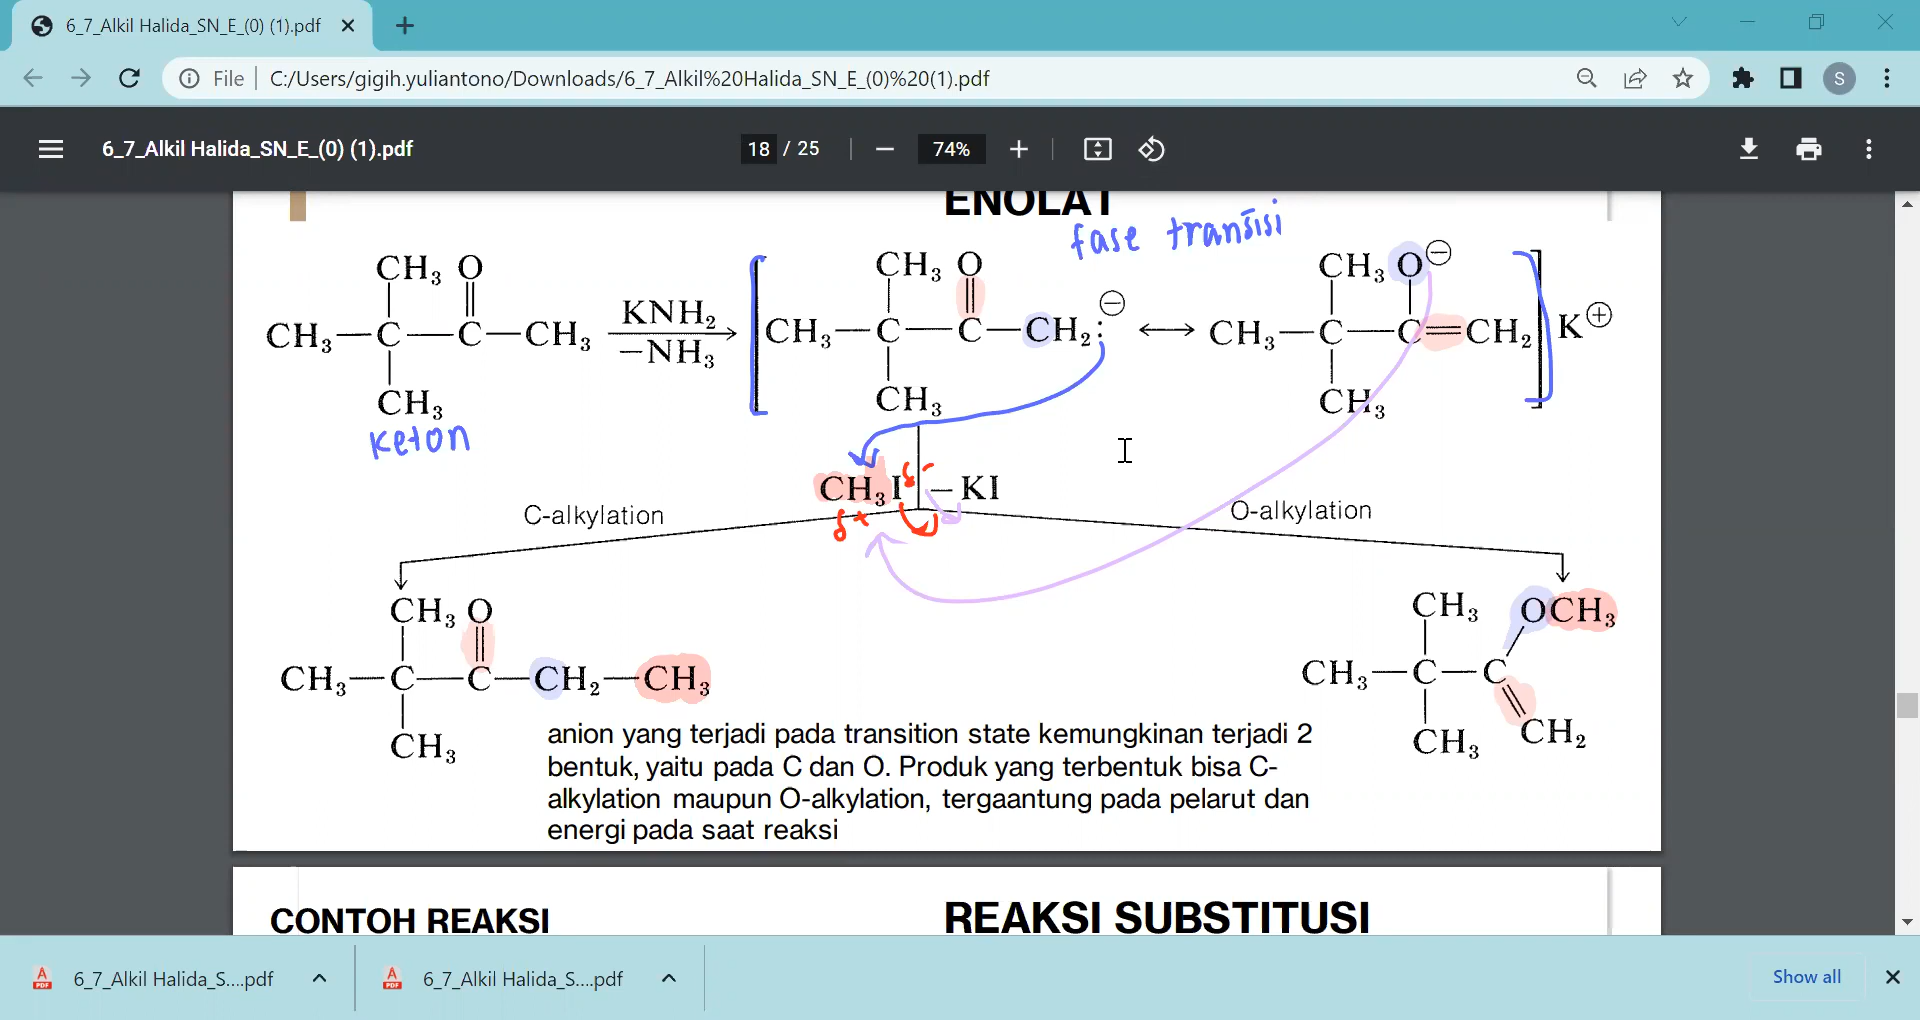 6_7_Alkil Halida_SN_E_(0) (1).pdf
File | C:/Users/gigih.yuliantono/Downloads/6_7_Alkil%20Halida_SN_E_(0)%20(1).pdf
S
6_7_Alkil Halida_SN_E_(0) (1).pdf
18 / 25
74%
ENOLAT
fase transisi
CH₃ O
CH₃—C—C—CH₃
CH₃
keton
KNH₂
−NH₃
CH₃ O
CH₃—C—C—CH₂:⊖
CH₃
↔
CH₃ O⊖
CH₃—C—C=CH₂
CH₃
K⊕
CH₃I
−KI
δ+
C-alkylation
O-alkylation
CH₃ O
CH₃—C—C—CH₂—CH₃
CH₃
CH₃ OCH₃
CH₃—C—C
CH₃ CH₂
anion yang terjadi pada transition state kemungkinan terjadi 2
bentuk, yaitu pada C dan O. Produk yang terbentuk bisa C-
alkylation maupun O-alkylation, tergaantung pada pelarut dan
energi pada saat reaksi
CONTOH REAKSI
REAKSI SUBSTITUSI
PDF
6_7_Alkil Halida_S....pdf
PDF
6_7_Alkil Halida_S....pdf
Show all